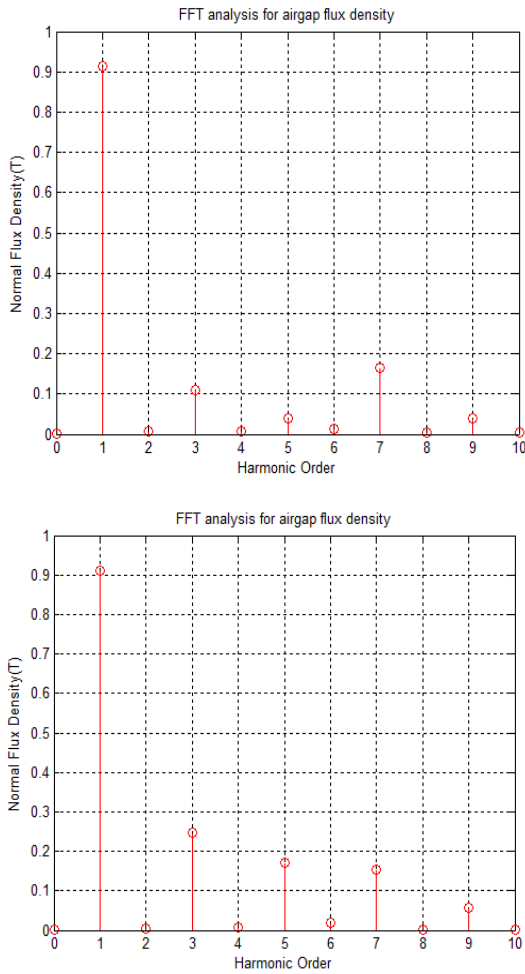 FFT analysis for airgap flux density
Normal Flux Density(T)
1
0.9
0.8
0.7
0.6
0.5
0.4
0.3
0.2
0.1
0
0 1 2 3 4 5 6 7 8 9 10
Harmonic Order
FFT analysis for airgap flux density
Normal Flux Density(T)
1
0.9
0.8
0.7
0.6
0.5
0.4
0.3
0.2
0.1
0
0 1 2 3 4 5 6 7 8 9 10
Harmonic Order